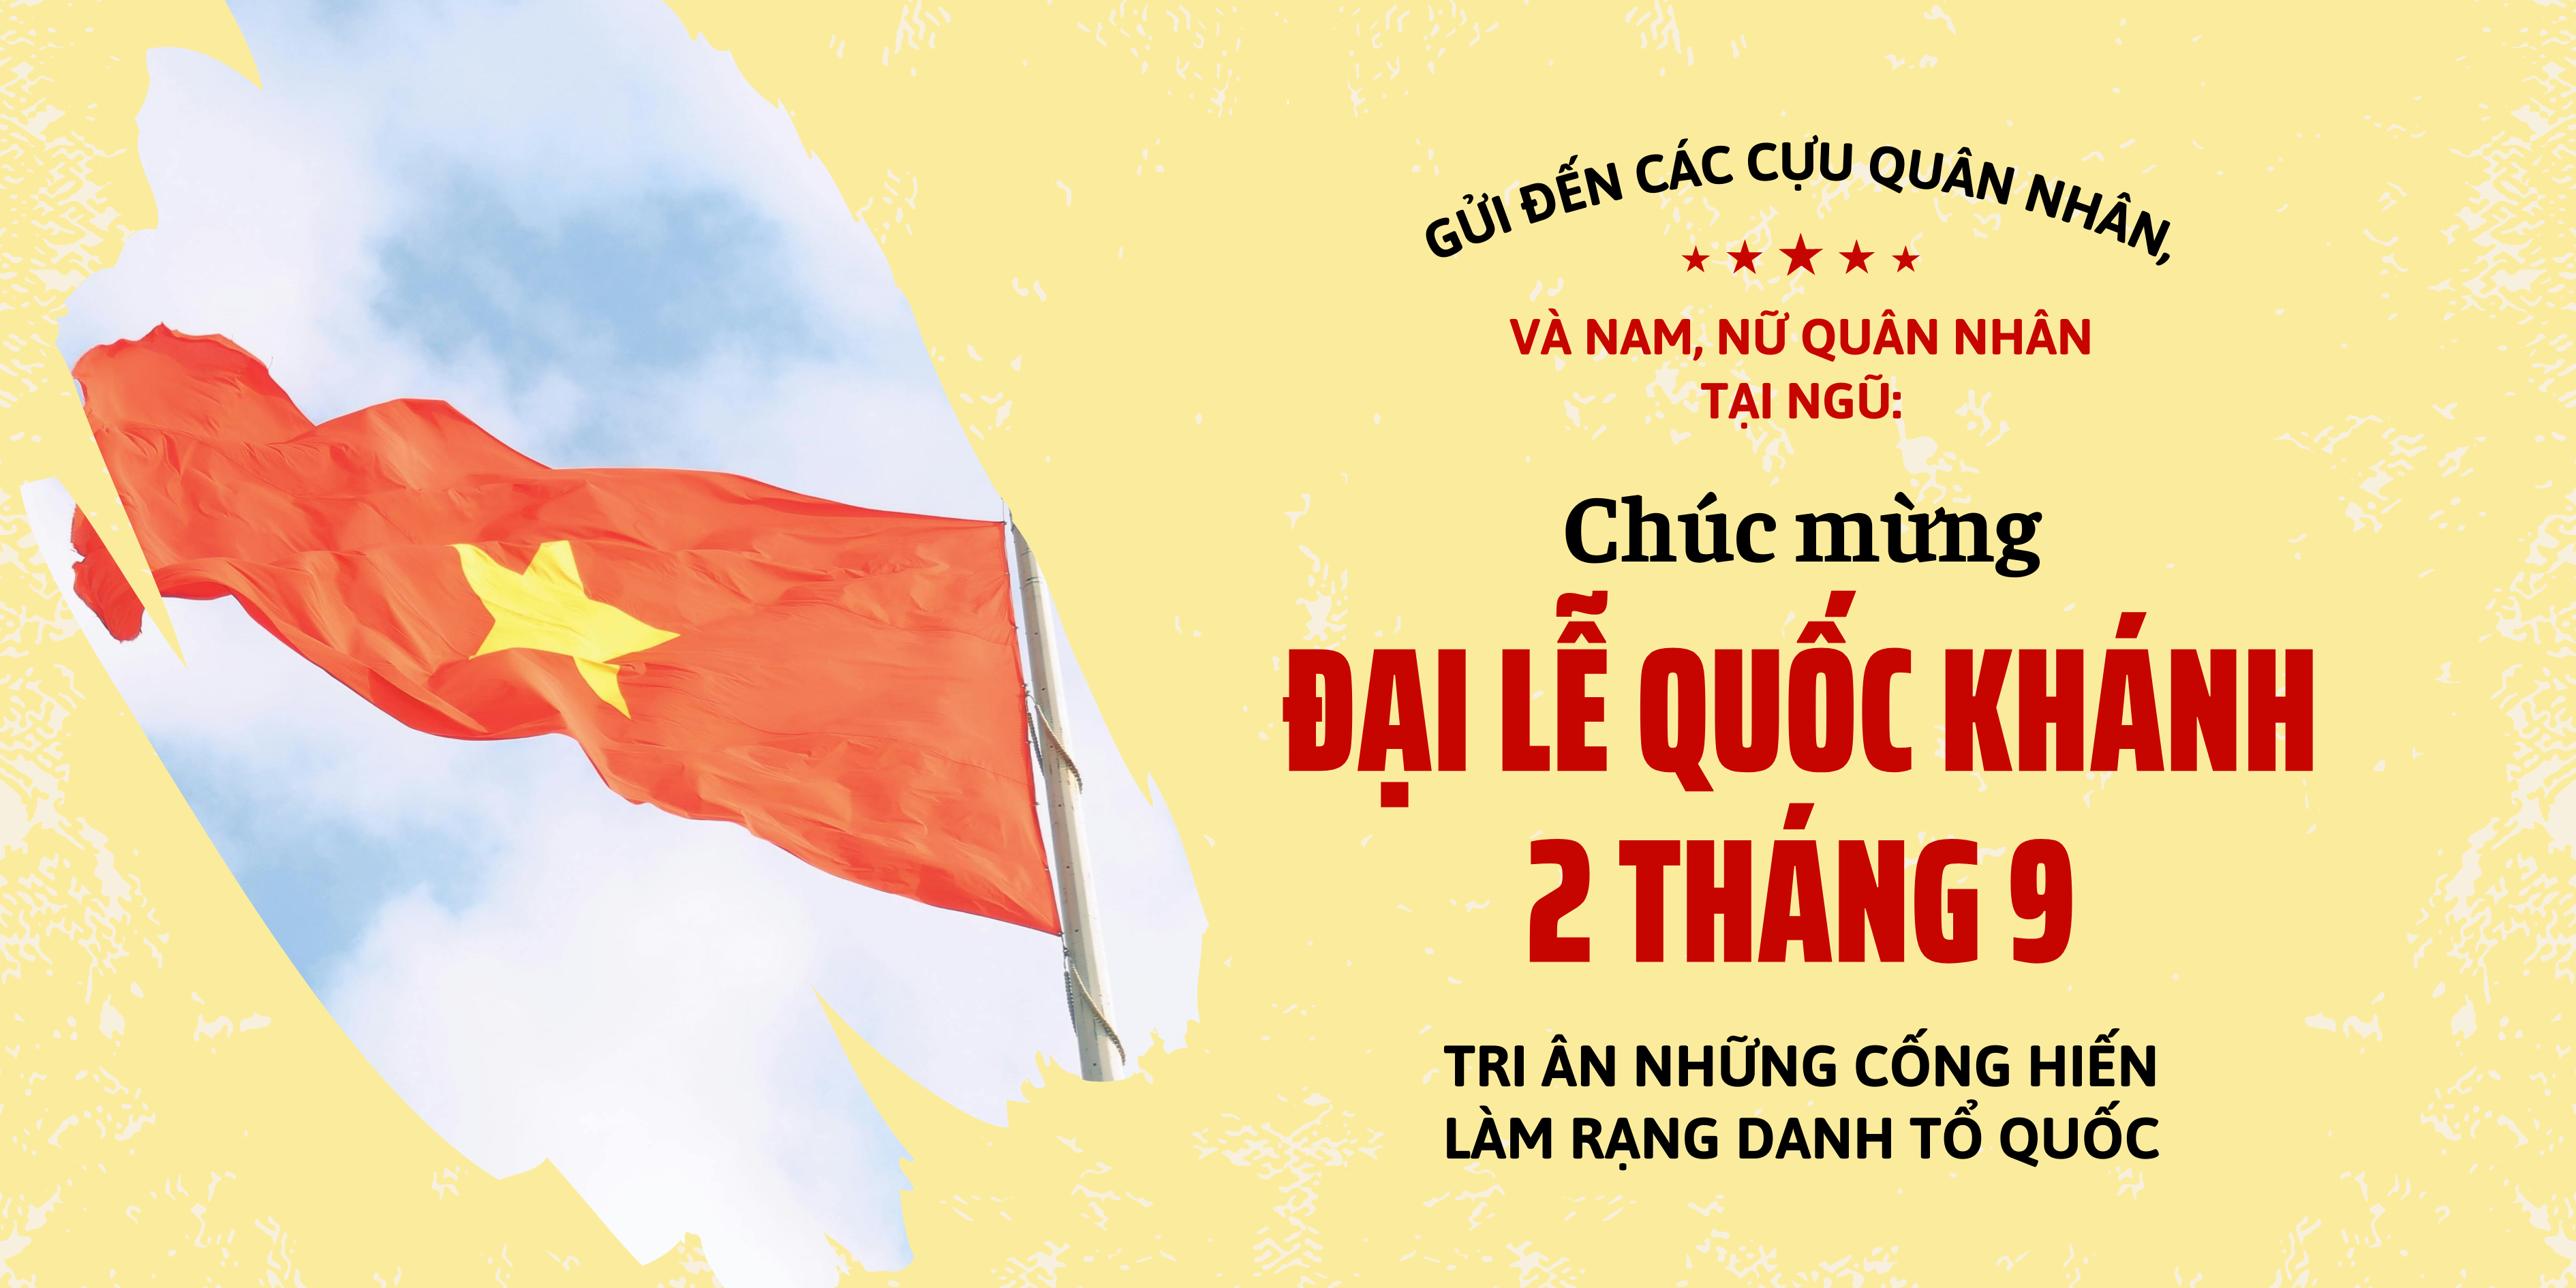 GỬI ĐẾN CÁC CỰU QUÂN NHÂN,
VÀ NAM, NỮ QUÂN NHÂN
TẠI NGŨ:
Chúc mừng
ĐẠI LỄ QUỐC KHÁNH
2 THÁNG 9
TRI ÂN NHỮNG CỐNG HIẾN
LÀM RẠNG DANH TỔ QUỐC